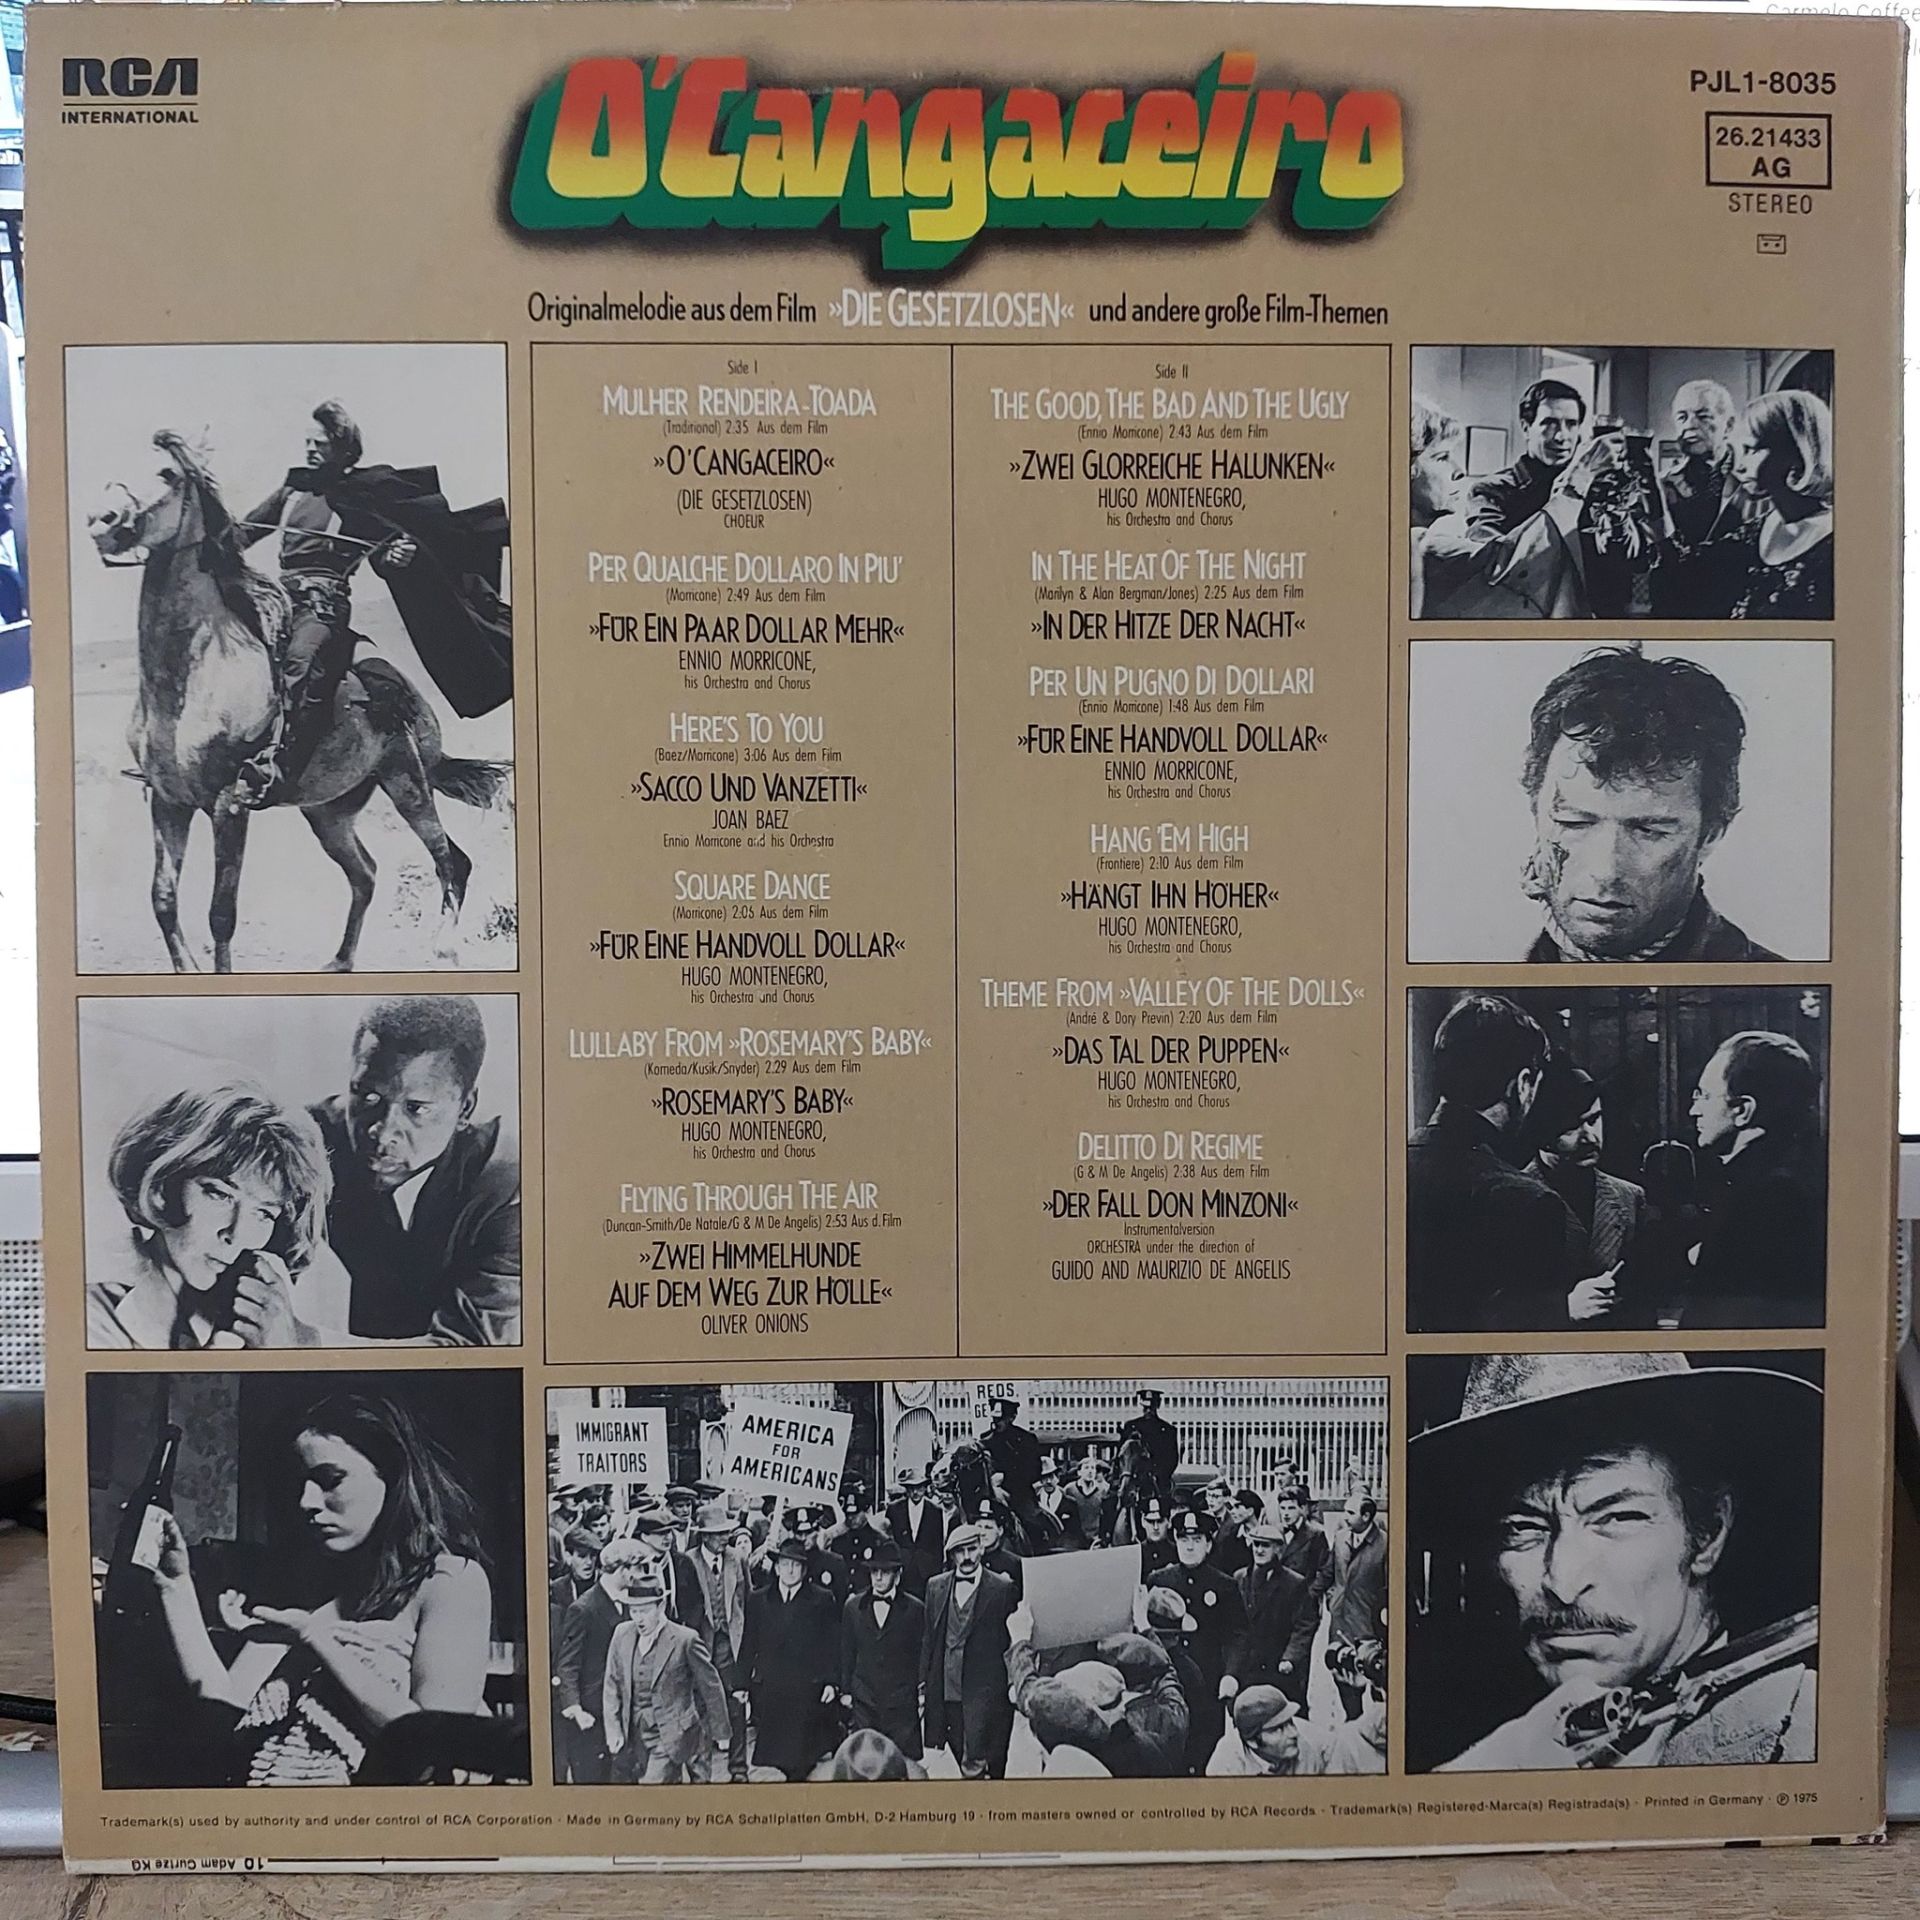 Carmelo Coffee
RCA
INTERNATIONAL
O'Cangaceiro
PJL1-8035
26.21433
AG
STEREO
Originalmelodie aus dem Film »DIE GESETZLOSEN« und andere große Film-Themen
Side I
MULHER RENDEIRA-TOADA
(Traditional) 2:35 Aus dem Film
»O'CANGACEIRO«
(DIE GESETZLOSEN)
CHOEUR
PER QUALCHE DOLLARO IN PIU'
(Morricone) 2:49 Aus dem Film
»FÜR EIN PAAR DOLLAR MEHR«
ENNIO MORRICONE,
his Orchestra and Chorus
HERE'S TO YOU
(Baez/Morricone) 3:06 Aus dem Film
»SACCO UND VANZETTI«
JOAN BAEZ
Ennio Morricone and his Orchestra
SQUARE DANCE
(Morricone) 2:05 Aus dem Film
»FÜR EINE HANDVOLL DOLLAR«
HUGO MONTENEGRO,
his Orchestra und Chorus
LULLABY FROM »ROSEMARY'S BABY«
(Komeda/Kusik/Snyder) 2:29 Aus dem Film
»ROSEMARY'S BABY«
HUGO MONTENEGRO,
his Orchestra and Chorus
FLYING THROUGH THE AIR
(Duncan-Smith/De Natale/G & M De Angelis) 2:53 Aus d. Film
»ZWEI HIMMELHUNDE
AUF DEM WEG ZUR HÖLLE«
OLIVER ONIONS
Side II
THE GOOD, THE BAD AND THE UGLY
(Ennio Morricone) 2:43 Aus dem Film
»ZWEI GLORREICHE HALUNKEN«
HUGO MONTENEGRO,
his Orchestra and Chorus
IN THE HEAT OF THE NIGHT
(Marilyn & Alan Bergman/Jones) 2:25 Aus dem Film
»IN DER HITZE DER NACHT«
PER UN PUGNO DI DOLLARI
(Ennio Morricone) 1:48 Aus dem Film
»FÜR EINE HANDVOLL DOLLAR«
ENNIO MORRICONE,
his Orchestra and Chorus
HANG 'EM HIGH
(Frontiere) 2:10 Aus dem Film
»HÄNGT IHN HÖHER«
HUGO MONTENEGRO,
his Orchestra and Chorus
THEME FROM »VALLEY OF THE DOLLS«
(André & Dory Previn) 2:20 Aus dem Film
»DAS TAL DER PUPPEN«
HUGO MONTENEGRO,
his Orchestra and Chorus
DELITTO DI REGIME
(G & M De Angelis) 2:38 Aus dem Film
»DER FALL DON MINZONI«
Instrumentalversion
ORCHESTRA under the direction of
GUIDO AND MAURIZIO DE ANGELIS
IMMIGRANT
TRAITORS
AMERICA
FOR
AMERICANS
REDS.
GE
Trademark(s) used by authority and under control of RCA Corporation · Made in Germany by RCA Schallplatten GmbH, D-2 Hamburg 19 · from masters owned or controlled by RCA Records · Trademark(s) Registered-Marca(s) Registrada(s) · Printed in Germany · ℗ 1975
10 Adam Gurtze KG